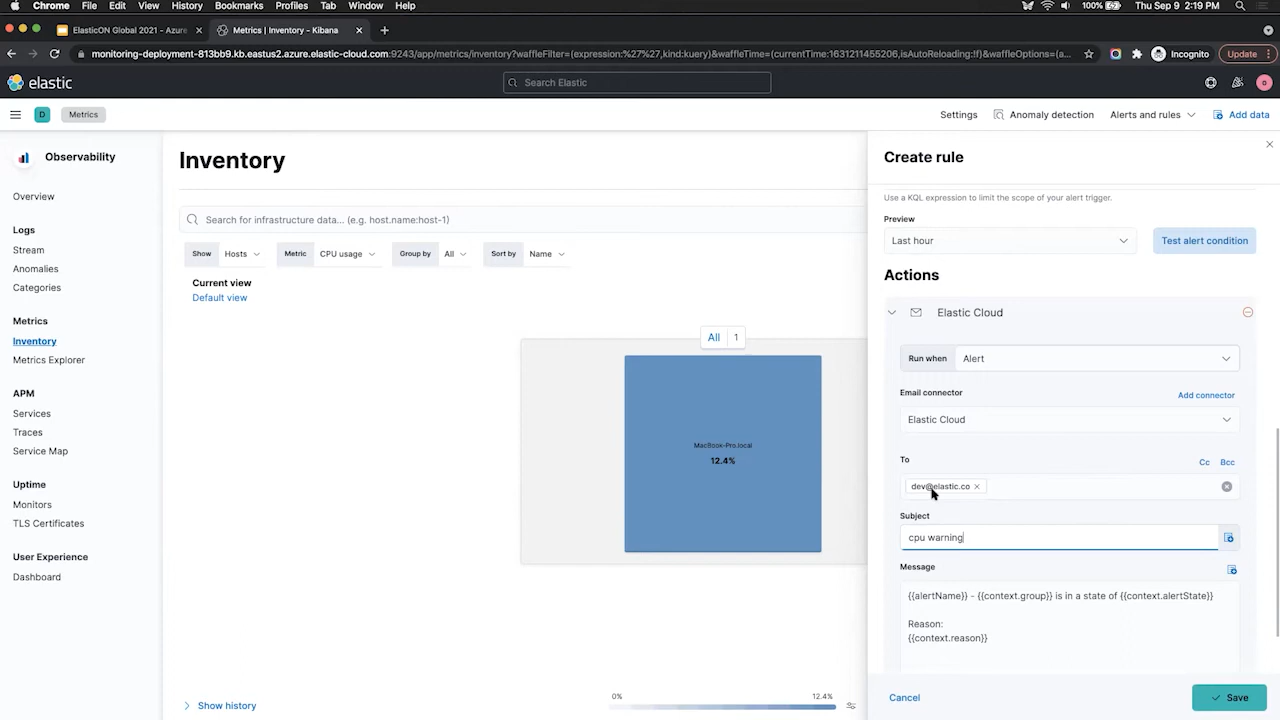 Chrome File Edit View History Bookmarks Profiles Tab Window Help 100% Thu Sep 9 2:19 PM
ElasticON Global 2021 - Azure Metrics | Inventory - Kibana
monitoring-deployment-813bb9.kb.eastus2.azure.elastic-cloud.com:9243/app/metrics/inventory?waffleFilter=(expression:%27%27,kind:kuery)&waffleTime=(currentTime:1631211455206,isAutoReloading:!f)&waffleOptions=(a... Incognito Update
elastic Search Elastic
D Metrics Settings Anomaly detection Alerts and rules Add data
Observability
Overview
Logs
Stream
Anomalies
Categories
Metrics
Inventory
Metrics Explorer
APM
Services
Traces
Service Map
Uptime
Monitors
TLS Certificates
User Experience
Dashboard
Inventory
Search for infrastructure data... (e.g. host.name:host-1)
Show Hosts Metric CPU usage Group by All Sort by Name
Current view
Default view
All 1
MacBook-Pro.local
12.4%
Show history
0% 12.4%
Create rule
Use a KQL expression to limit the scope of your alert trigger.
Preview
Last hour Test alert condition
Actions
Elastic Cloud
Run when Alert
Email connector Add connector
Elastic Cloud
To Cc Bcc
dev@elastic.co
Subject
cpu warning
Message
{{alertName}} - {{context.group}} is in a state of {{context.alertState}}
Reason:
{{context.reason}}
Cancel Save